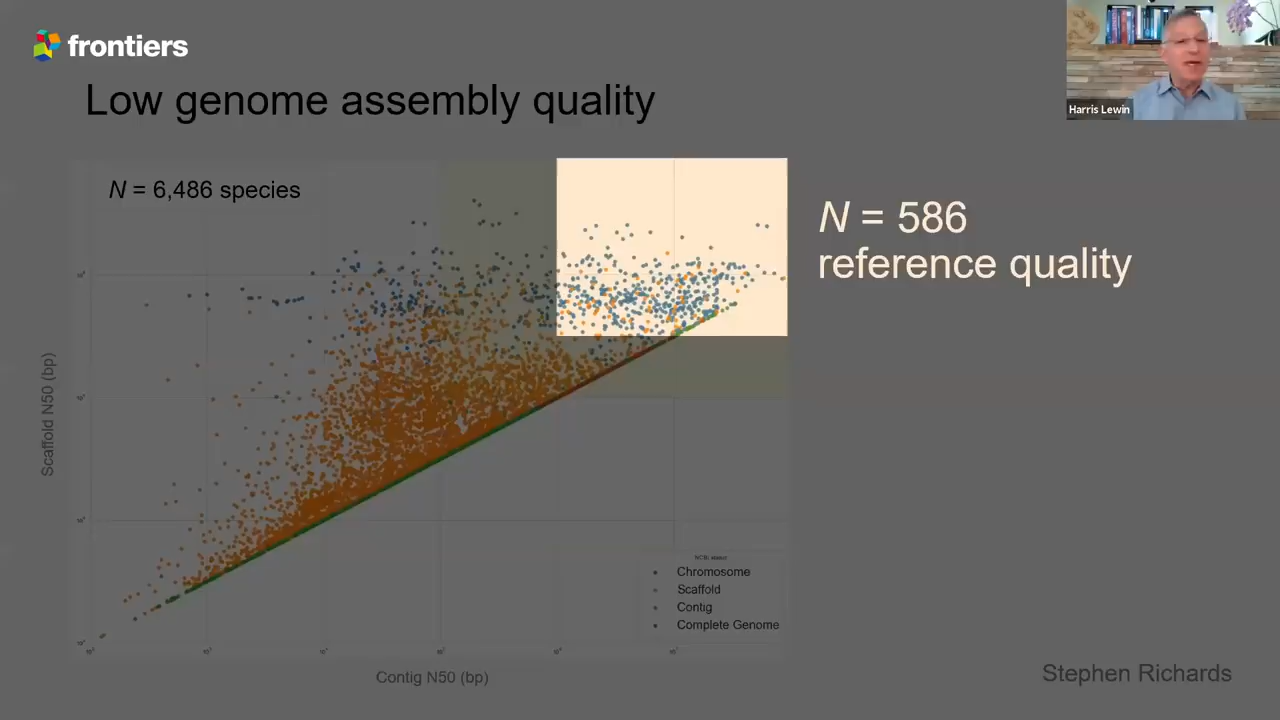 frontiers
Harris Lewin
Low genome assembly quality
N = 6,486 species
N = 586
reference quality
Scaffold N50 (bp)
Chromosome
Scaffold
Contig
Complete Genome
Contig N50 (bp)
Stephen Richards